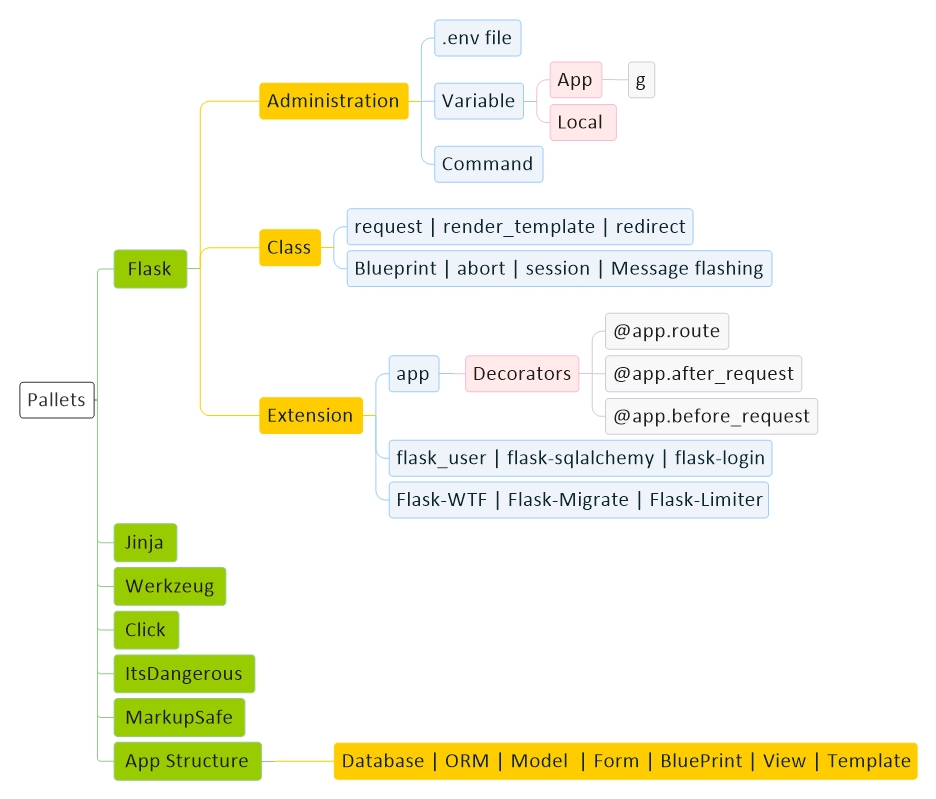 .env file
Administration
Variable
App
g
Local
Command
Class
request | render_template | redirect
Blueprint | abort | session | Message flashing
Flask
Extension
app
Decorators
@app.route
@app.after_request
@app.before_request
flask_user | flask-sqlalchemy | flask-login
Flask-WTF | Flask-Migrate | Flask-Limiter
Pallets
Jinja
Werkzeug
Click
ItsDangerous
MarkupSafe
App Structure
Database | ORM | Model | Form | BluePrint | View | Template